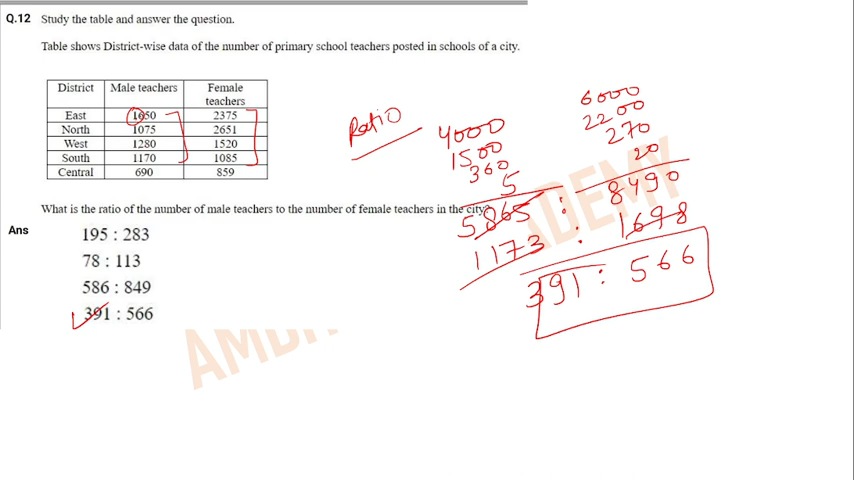 Q.12 Study the table and answer the question.
Table shows District-wise data of the number of primary school teachers posted in schools of a city.
District Male teachers Female teachers
East 1650 2375
North 1075 2651
West 1280 1520
South 1170 1085
Central 690 859
What is the ratio of the number of male teachers to the number of female teachers in the city?
Ans
195 : 283
78 : 113
586 : 849
391 : 566
Ratio
4000
1500
360
5
5865 : 8490
1173 : 1698
391 : 566
6000
2200
270
20
ACADEMY